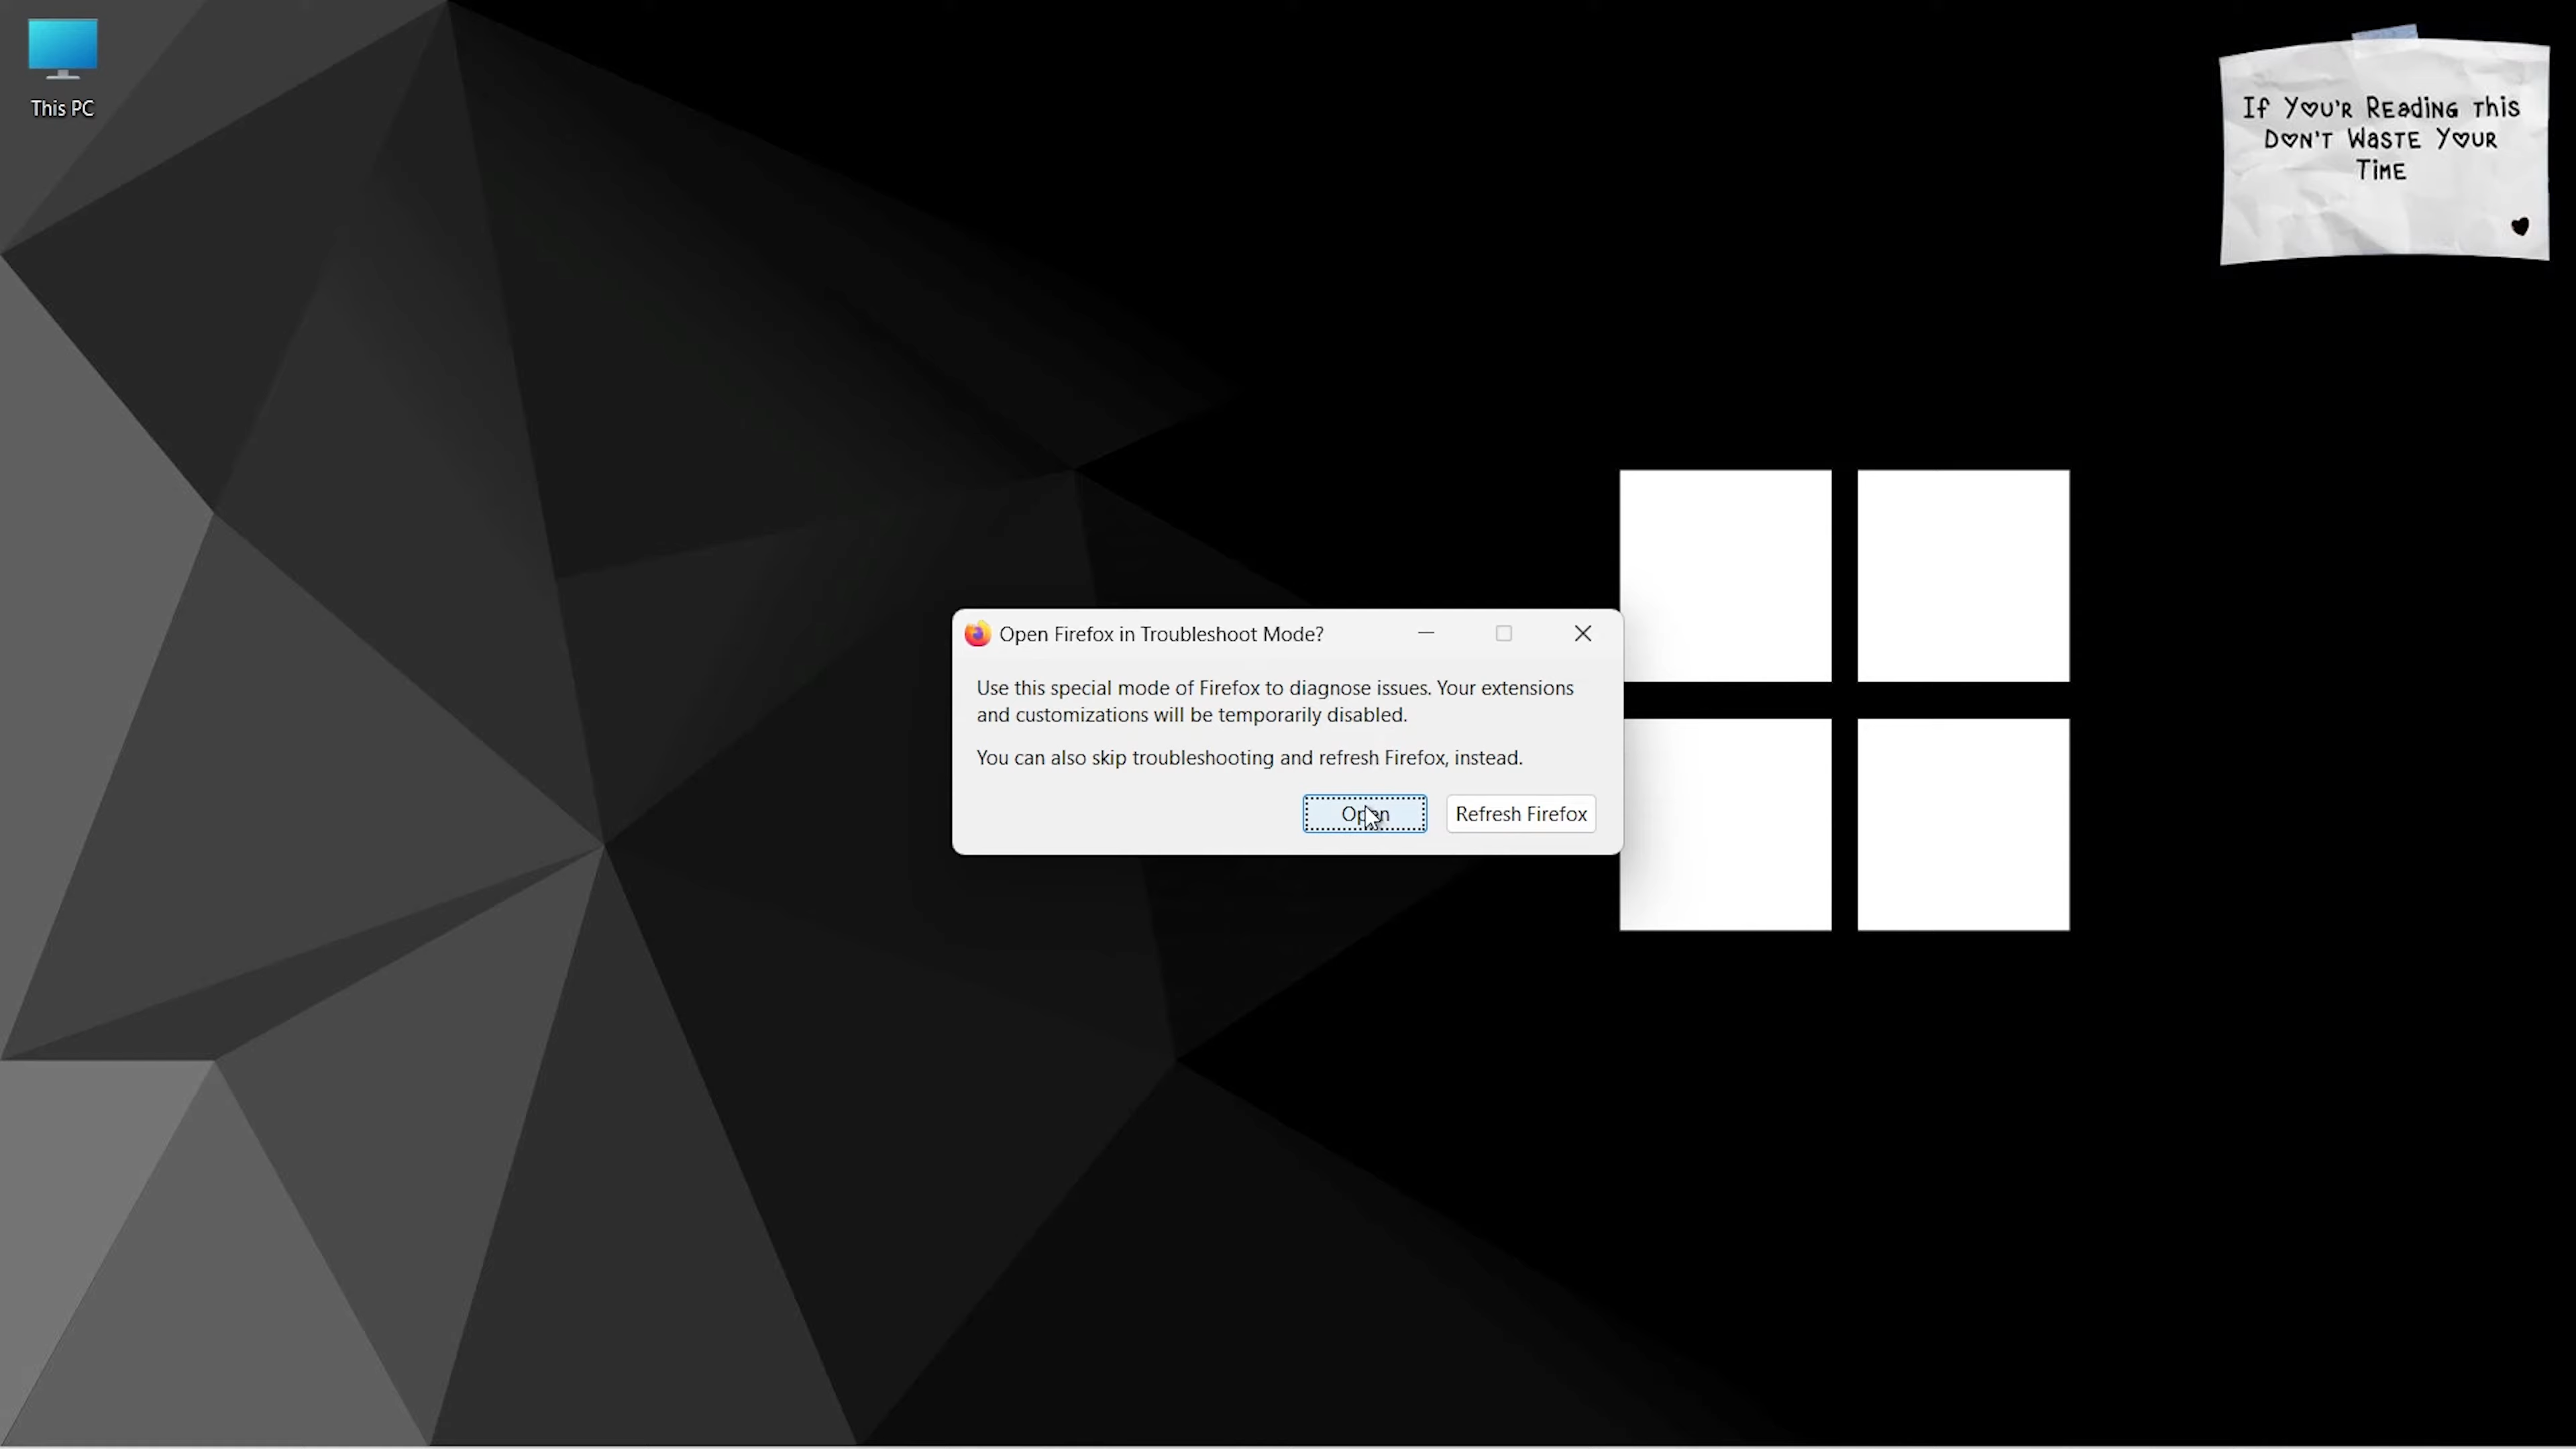 This PC
If You'r Reading this
Don't Waste Your
Time
Open Firefox in Troubleshoot Mode?
Use this special mode of Firefox to diagnose issues. Your extensions
and customizations will be temporarily disabled.
You can also skip troubleshooting and refresh Firefox, instead.
Open
Refresh Firefox